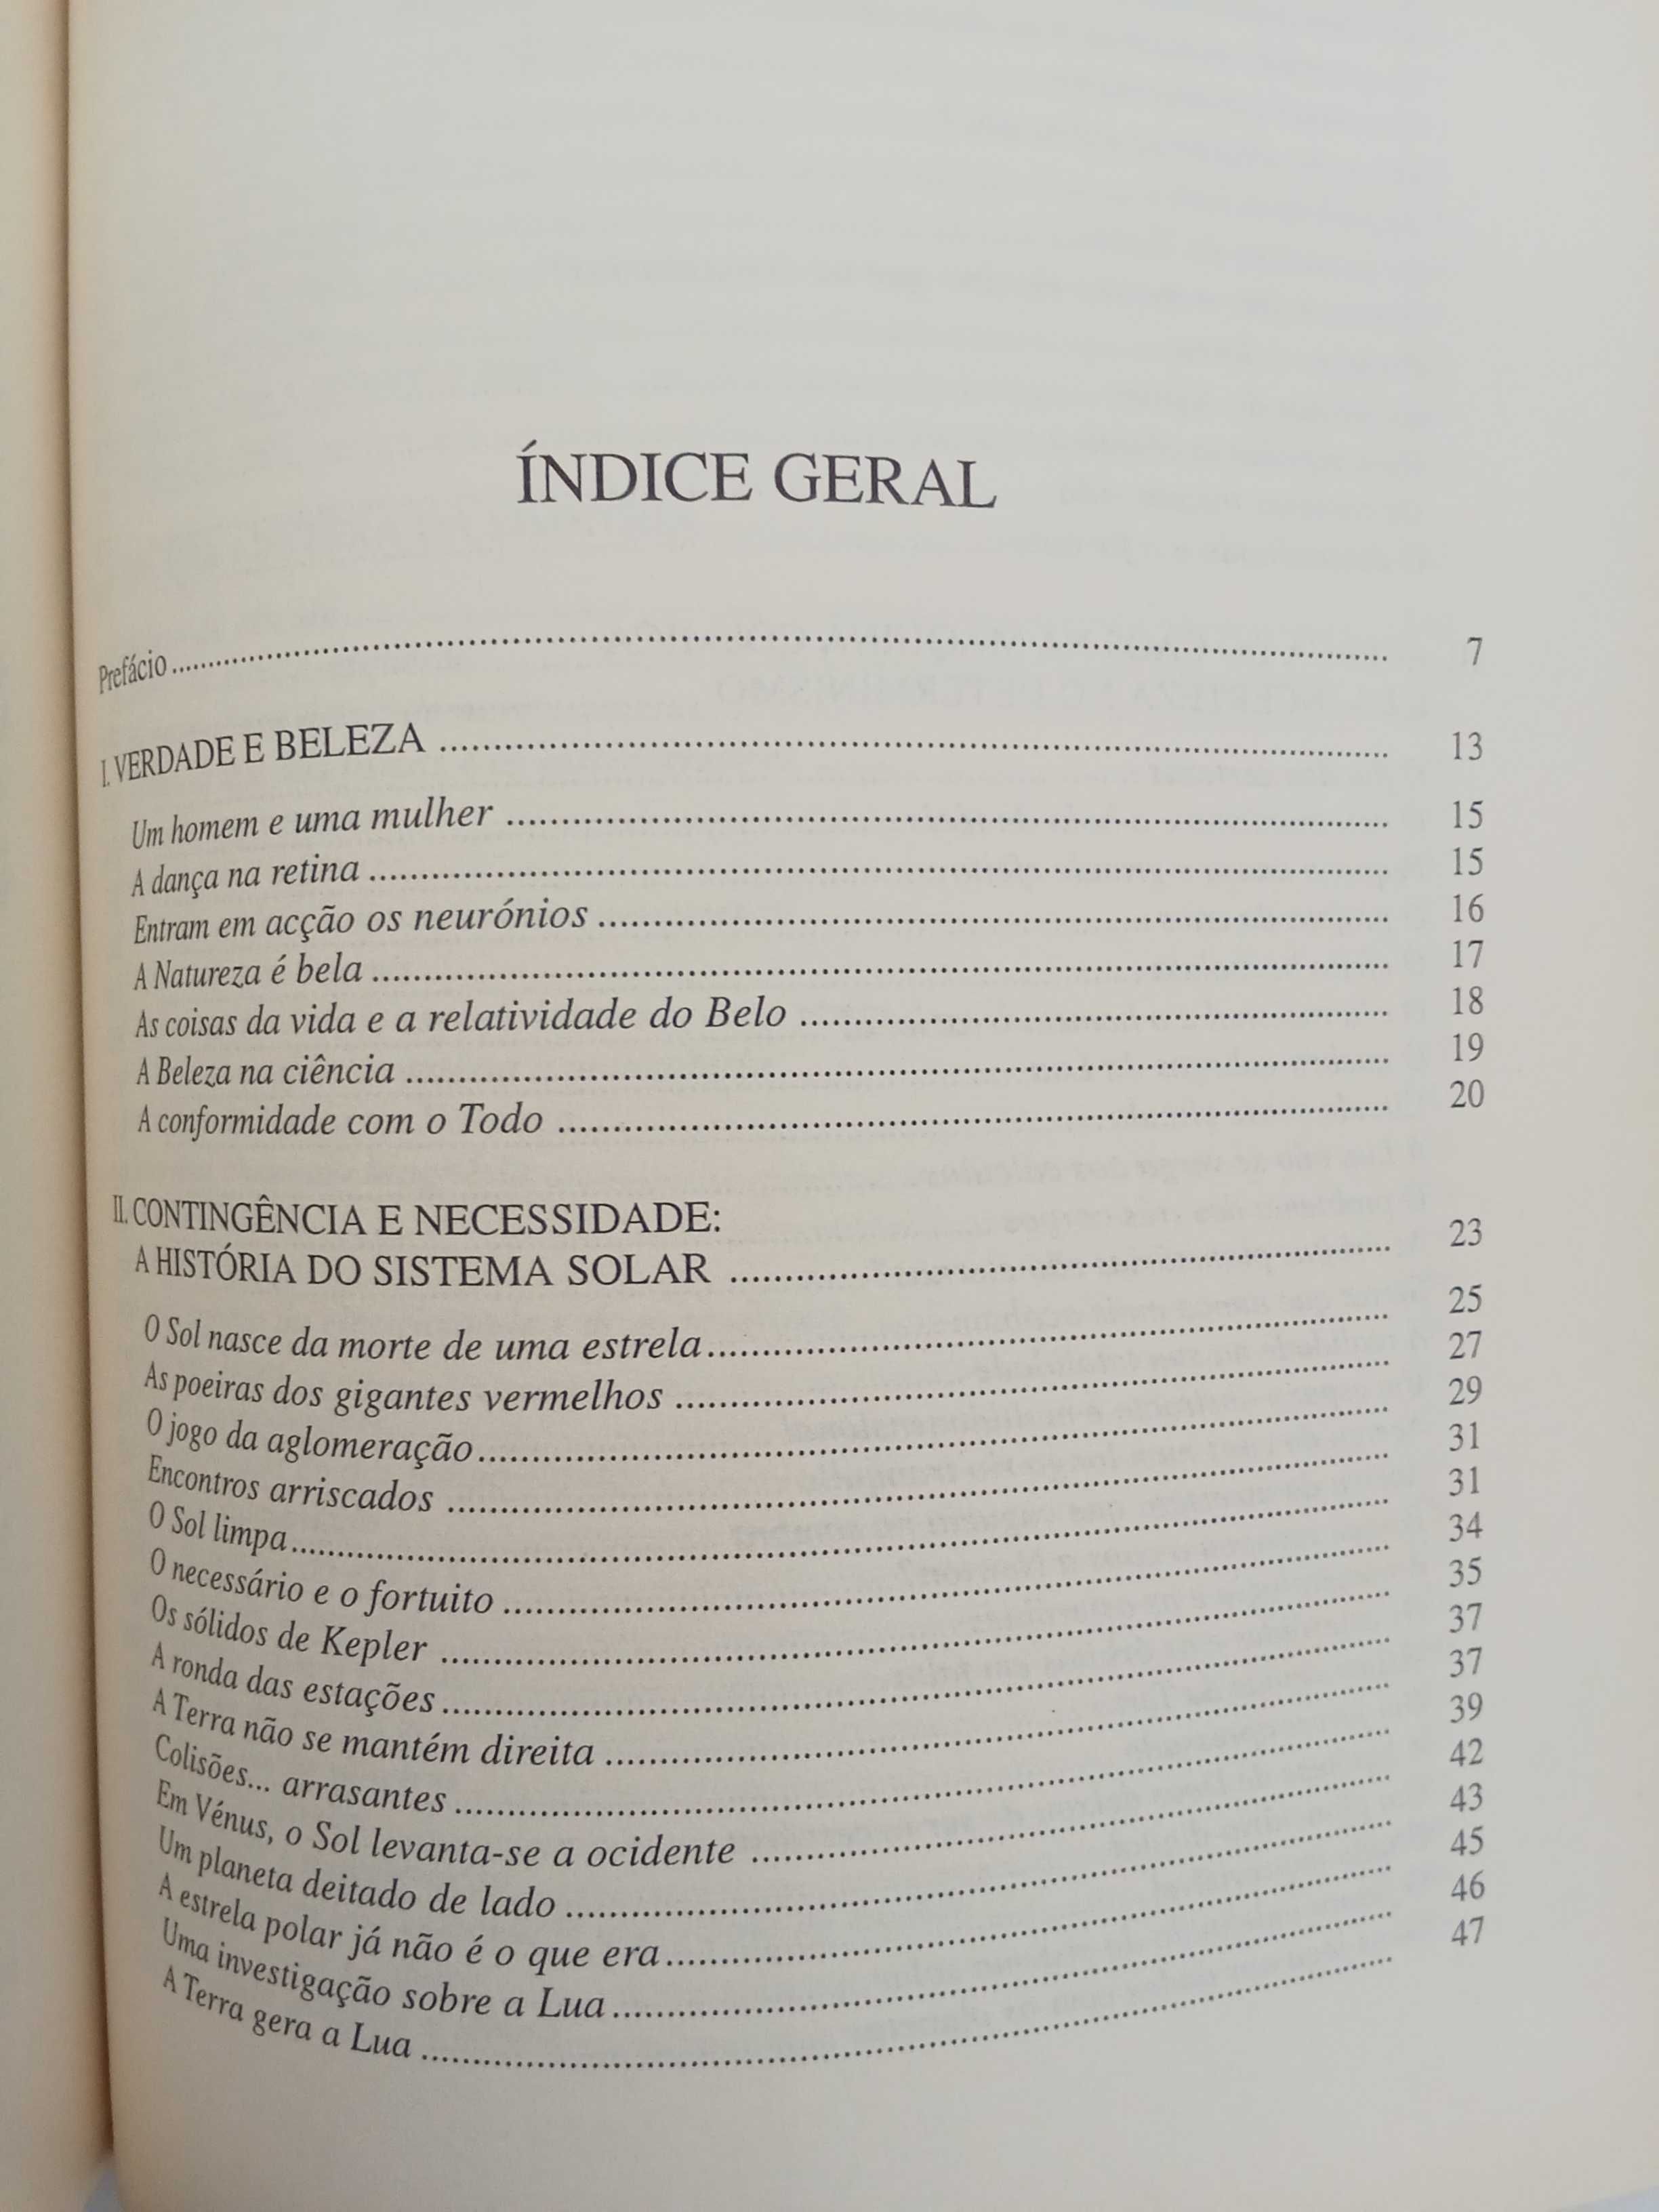 ÍNDICE GERAL
Prefácio ........ 7
I. VERDADE E BELEZA ........ 13
Um homem e uma mulher ........ 15
A dança na retina ........ 15
Entram em acção os neurónios ........ 16
A Natureza é bela ........ 17
As coisas da vida e a relatividade do Belo ........ 18
A Beleza na ciência ........ 19
A conformidade com o Todo ........ 20
II. CONTINGÊNCIA E NECESSIDADE:
A HISTÓRIA DO SISTEMA SOLAR ........ 23
O Sol nasce da morte de uma estrela ........ 25
As poeiras dos gigantes vermelhos ........ 27
O jogo da aglomeração ........ 29
Encontros arriscados ........ 31
O Sol limpa ........ 31
O necessário e o fortuito ........ 34
Os sólidos de Kepler ........ 35
A ronda das estações ........ 37
A Terra não se mantém direita ........ 37
Colisões... arrasantes ........ 39
Em Vénus, o Sol levanta-se a ocidente ........ 42
Um planeta deitado de lado ........ 43
A estrela polar já não é o que era ........ 45
Uma investigação sobre a Lua ........ 46
A Terra gera a Lua ........ 47